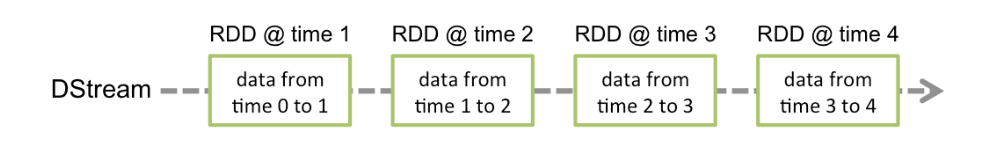 RDD @ time 1 RDD @ time 2 RDD @ time 3 RDD @ time 4
DStream
data from
time 0 to 1
data from
time 1 to 2
data from
time 2 to 3
data from
time 3 to 4